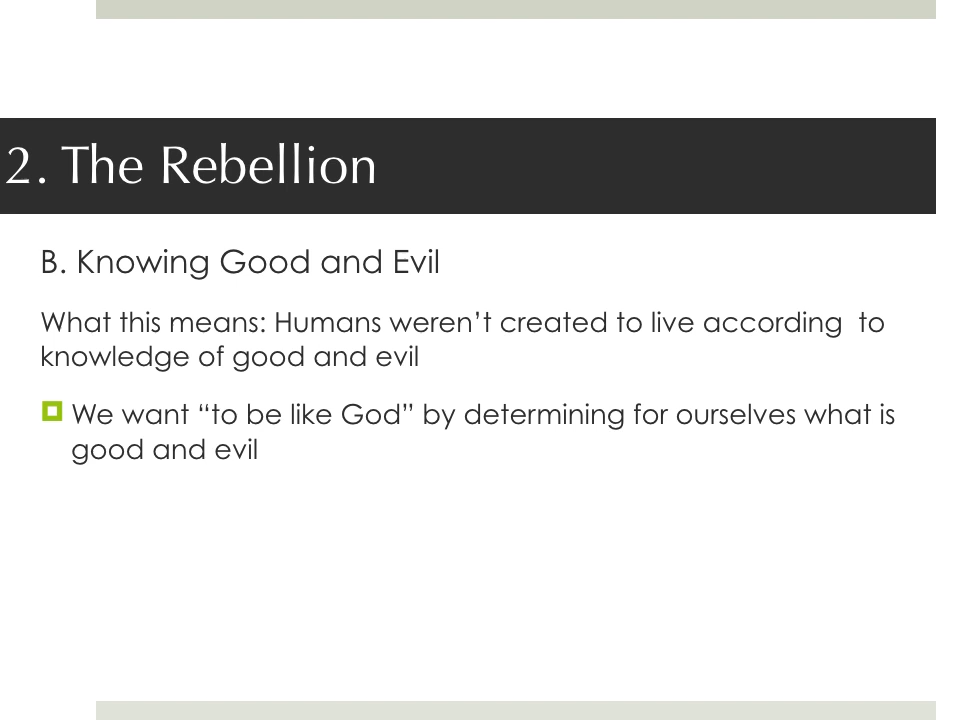 2. The Rebellion
B. Knowing Good and Evil
What this means: Humans weren’t created to live according  to
knowledge of good and evil
We want “to be like God” by determining for ourselves what is
good and evil